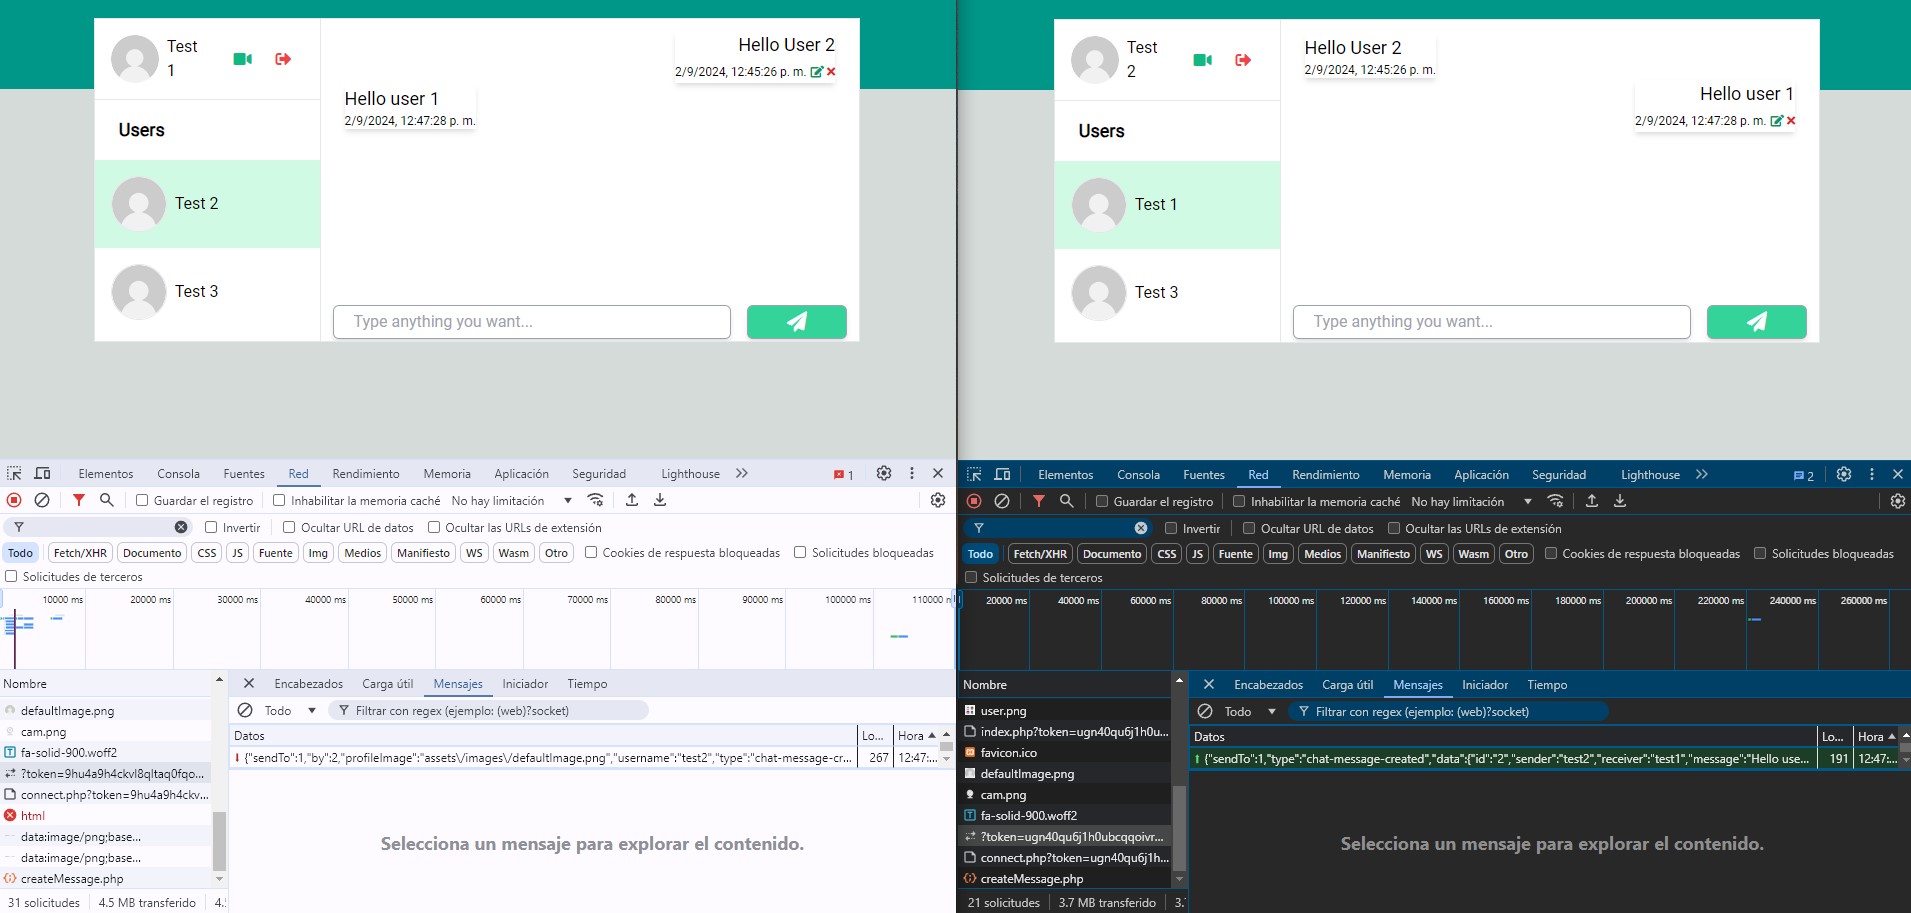 Test
1
Hello User 2
2/9/2024, 12:45:26 p. m.
Hello user 1
2/9/2024, 12:47:28 p. m.
Users
Test 2
Test 3
Type anything you want...
Elementos Consola Fuentes Red Rendimiento Memoria Aplicación Seguridad Lighthouse 1
Guardar el registro Inhabilitar la memoria caché No hay limitación
Invertir Ocultar URL de datos Ocultar las URLs de extensión
Todo Fetch/XHR Documento CSS JS Fuente Img Medios Manifiesto WS Wasm Otro Cookies de respuesta bloqueadas Solicitudes bloqueadas
Solicitudes de terceros
10000 ms 20000 ms 30000 ms 40000 ms 50000 ms 60000 ms 70000 ms 80000 ms 90000 ms 100000 ms 110000
Nombre
defaultImage.png
cam.png
fa-solid-900.woff2
?token=9hu4a9h4ckvl8qltaq0fqo...
connect.php?token=9hu4a9h4ckv...
html
data:image/png;base...
data:image/png;base...
createMessage.php
31 solicitudes 4.5 MB transferido 4.
Encabezados Carga útil Mensajes Iniciador Tiempo
Todo Filtrar con regex (ejemplo: (web)?socket)
Datos Lo... Hora
{"sendTo":1,"by":2,"profileImage":"assets\/images\/defaultImage.png","username":"test2","type":"chat-message-cr... 267 12:47:...
Selecciona un mensaje para explorar el contenido.
Test
2
Hello User 2
2/9/2024, 12:45:26 p. m.
Hello user 1
2/9/2024, 12:47:28 p. m.
Users
Test 1
Test 3
Type anything you want...
Elementos Consola Fuentes Red Rendimiento Memoria Aplicación Seguridad Lighthouse 2
Guardar el registro Inhabilitar la memoria caché No hay limitación
Invertir Ocultar URL de datos Ocultar las URLs de extensión
Todo Fetch/XHR Documento CSS JS Fuente Img Medios Manifiesto WS Wasm Otro Cookies de respuesta bloqueadas Solicitudes bloqueadas
Solicitudes de terceros
20000 ms 40000 ms 60000 ms 80000 ms 100000 ms 120000 ms 140000 ms 160000 ms 180000 ms 200000 ms 220000 ms 240000 ms 260000 ms
Nombre
user.png
index.php?token=ugn40qu6j1h0u...
favicon.ico
defaultImage.png
cam.png
fa-solid-900.woff2
?token=ugn40qu6j1h0ubcqqoivr...
connect.php?token=ugn40qu6j1h...
createMessage.php
21 solicitudes 3.7 MB transferido 3.
Encabezados Carga útil Mensajes Iniciador Tiempo
Todo Filtrar con regex (ejemplo: (web)?socket)
Datos Lo... Hora
{"sendTo":1,"type":"chat-message-created","data":{"id":"2","sender":"test2","receiver":"test1","message":"Hello use... 191 12:47:...
Selecciona un mensaje para explorar el contenido.